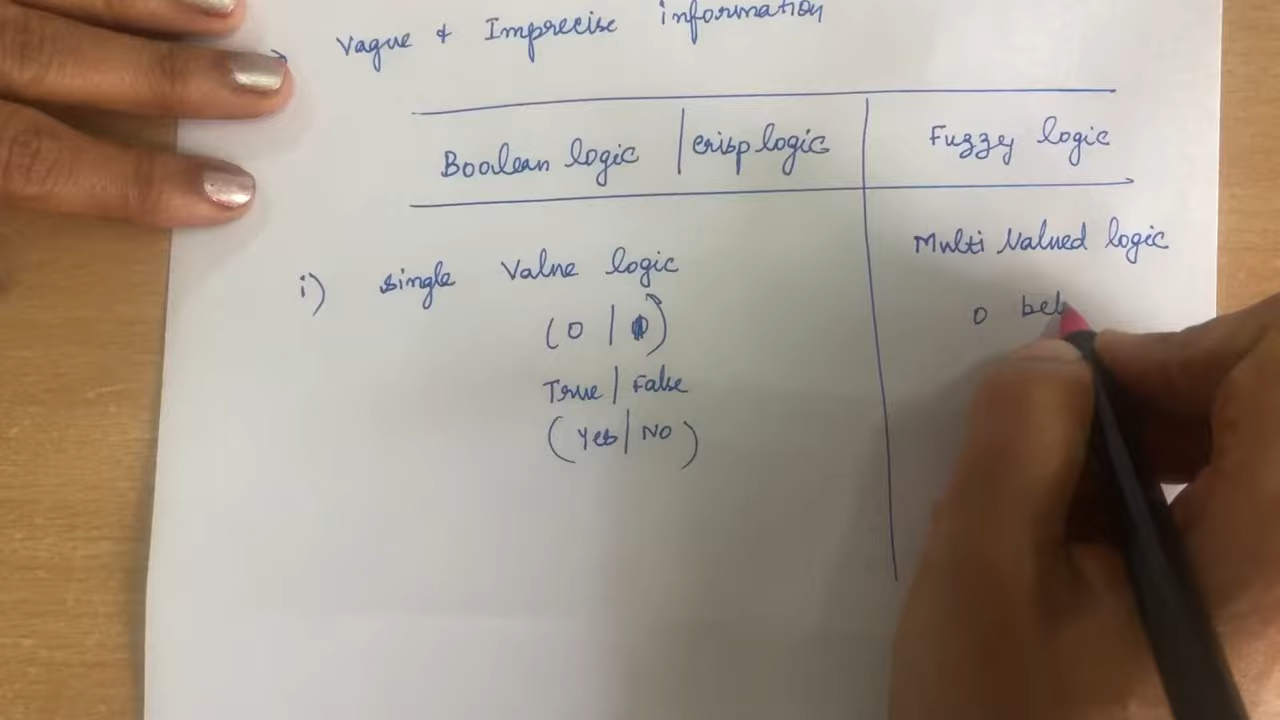 → Vague & Imprecise information
Boolean logic | crisp logic
Fuzzy logic
i) single Value logic
(0 | 1)
True | False
(Yes | No)
Multi Valued logic
0 bet